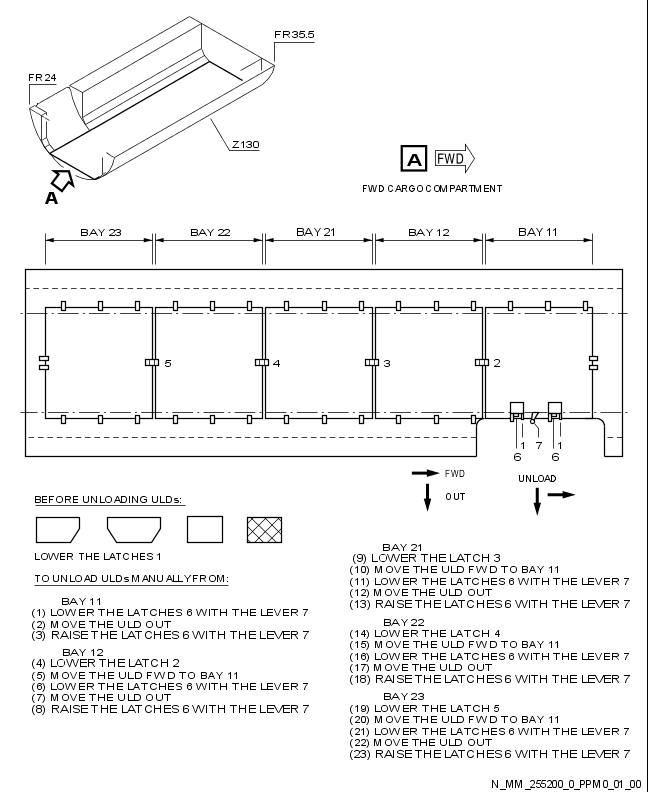 FR35.5
FR24
Z130
A
A FWD
FWD CARGO COMPARTMENT
BAY 23 BAY 22 BAY 21 BAY 12 BAY 11
5 4 3 2
1 7 1
6 6
FWD
OUT
UNLOAD
BEFORE UNLOADING ULDs:
LOWER THE LATCHES 1
TO UNLOAD ULDs MANUALLY FROM:
BAY 11
(1) LOWER THE LATCHES 6 WITH THE LEVER 7
(2) MOVE THE ULD OUT
(3) RAISE THE LATCHES 6 WITH THE LEVER 7
BAY 12
(4) LOWER THE LATCH 2
(5) MOVE THE ULD FWD TO BAY 11
(6) LOWER THE LATCHES 6 WITH THE LEVER 7
(7) MOVE THE ULD OUT
(8) RAISE THE LATCHES 6 WITH THE LEVER 7
BAY 21
(9) LOWER THE LATCH 3
(10) MOVE THE ULD FWD TO BAY 11
(11) LOWER THE LATCHES 6 WITH THE LEVER 7
(12) MOVE THE ULD OUT
(13) RAISE THE LATCHES 6 WITH THE LEVER 7
BAY 22
(14) LOWER THE LATCH 4
(15) MOVE THE ULD FWD TO BAY 11
(16) LOWER THE LATCHES 6 WITH THE LEVER 7
(17) MOVE THE ULD OUT
(18) RAISE THE LATCHES 6 WITH THE LEVER 7
BAY 23
(19) LOWER THE LATCH 5
(20) MOVE THE ULD FWD TO BAY 11
(21) LOWER THE LATCHES 6 WITH THE LEVER 7
(22) MOVE THE ULD OUT
(23) RAISE THE LATCHES 6 WITH THE LEVER 7
N_MM_255200_0_PPM0_01_00